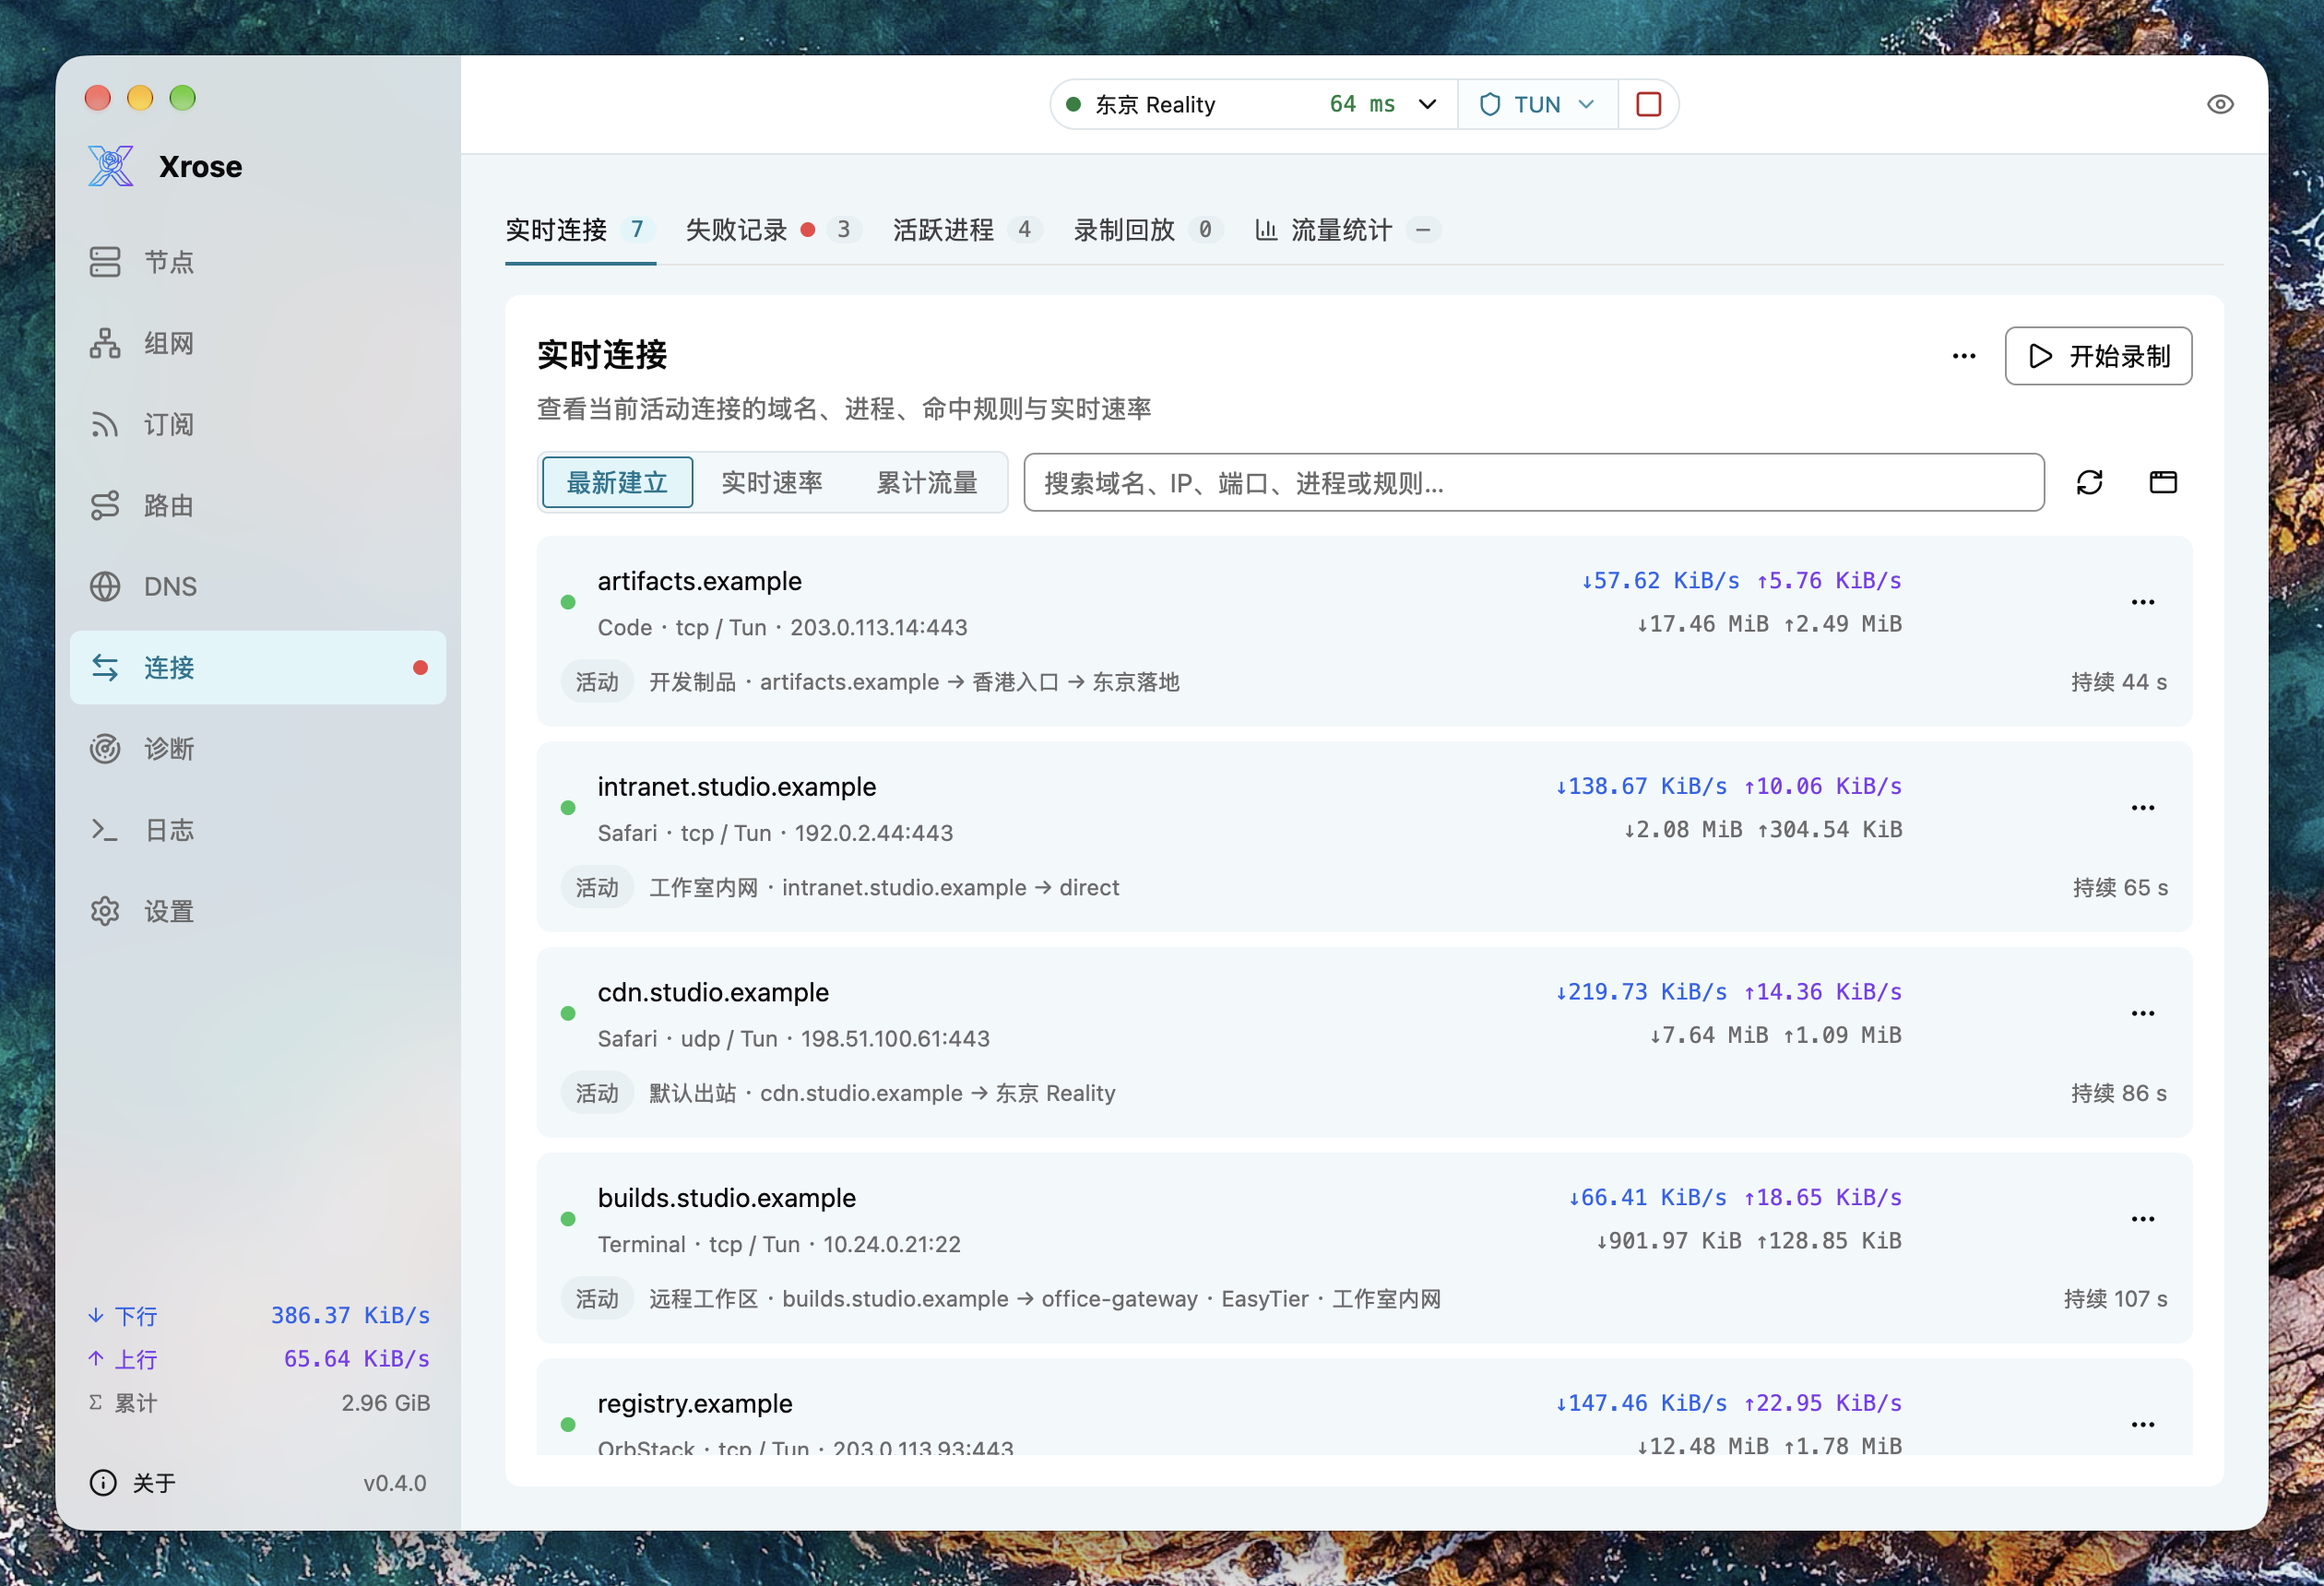 Xrose
节点
组网
订阅
路由
DNS
连接
诊断
日志
设置
↓ 下行 386.37 KiB/s
↑ 上行 65.64 KiB/s
Σ 累计 2.96 GiB
关于 v0.4.0
东京 Reality 64 ms TUN
实时连接 7 失败记录 3 活跃进程 4 录制回放 0 流量统计 –
实时连接
开始录制
查看当前活动连接的域名、进程、命中规则与实时速率
最新建立 实时速率 累计流量 搜索域名、IP、端口、进程或规则...
artifacts.example ↓57.62 KiB/s ↑5.76 KiB/s
Code · tcp / Tun · 203.0.113.14:443 ↓17.46 MiB ↑2.49 MiB
活动 开发制品 · artifacts.example → 香港入口 → 东京落地 持续 44 s
intranet.studio.example ↓138.67 KiB/s ↑10.06 KiB/s
Safari · tcp / Tun · 192.0.2.44:443 ↓2.08 MiB ↑304.54 KiB
活动 工作室内网 · intranet.studio.example → direct 持续 65 s
cdn.studio.example ↓219.73 KiB/s ↑14.36 KiB/s
Safari · udp / Tun · 198.51.100.61:443 ↓7.64 MiB ↑1.09 MiB
活动 默认出站 · cdn.studio.example → 东京 Reality 持续 86 s
builds.studio.example ↓66.41 KiB/s ↑18.65 KiB/s
Terminal · tcp / Tun · 10.24.0.21:22 ↓901.97 KiB ↑128.85 KiB
活动 远程工作区 · builds.studio.example → office-gateway · EasyTier · 工作室内网 持续 107 s
registry.example ↓147.46 KiB/s ↑22.95 KiB/s
OrbStack · tcp / Tun · 203.0.113.93:443 ↓12.48 MiB ↑1.78 MiB